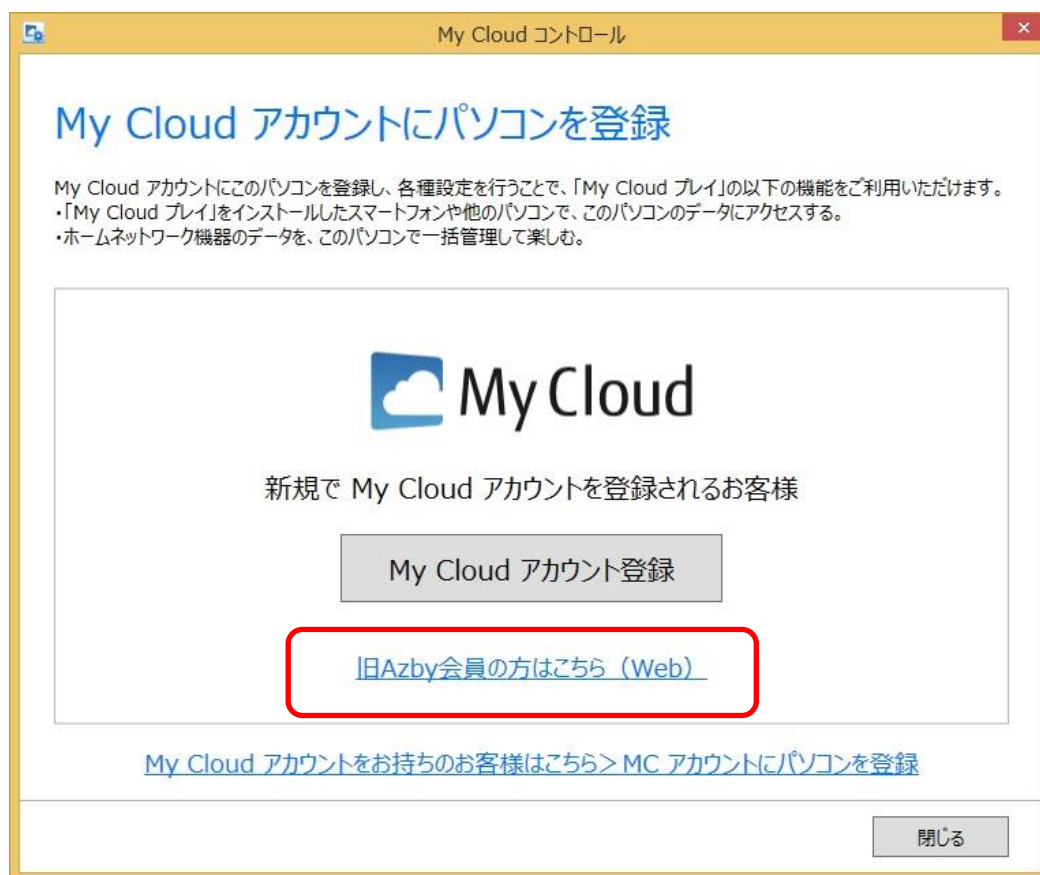 My Cloud コントロール
My Cloud アカウントにパソコンを登録
My Cloud アカウントにこのパソコンを登録し、各種設定を行うことで、「My Cloud プレイ」の以下の機能をご利用いただけます。
・「My Cloud プレイ」をインストールしたスマートフォンや他のパソコンで、このパソコンのデータにアクセスする。
・ホームネットワーク機器のデータを、このパソコンで一括管理して楽しむ。
My Cloud
新規で My Cloud アカウントを登録されるお客様
My Cloud アカウント登録
旧Azby会員の方はこちら（Web）
My Cloud アカウントをお持ちのお客様はこちら＞MC アカウントにパソコンを登録
閉じる